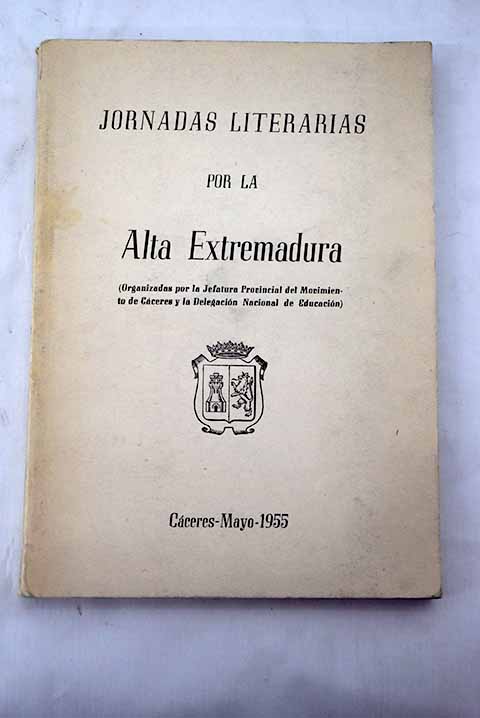 JORNADAS LITERARIAS
POR LA
Alta Extremadura
(Organizadas por la Jefatura Provincial del Movimien-
to de Cáceres y la Delegación Nacional de Educación)
Cáceres-Mayo-1955